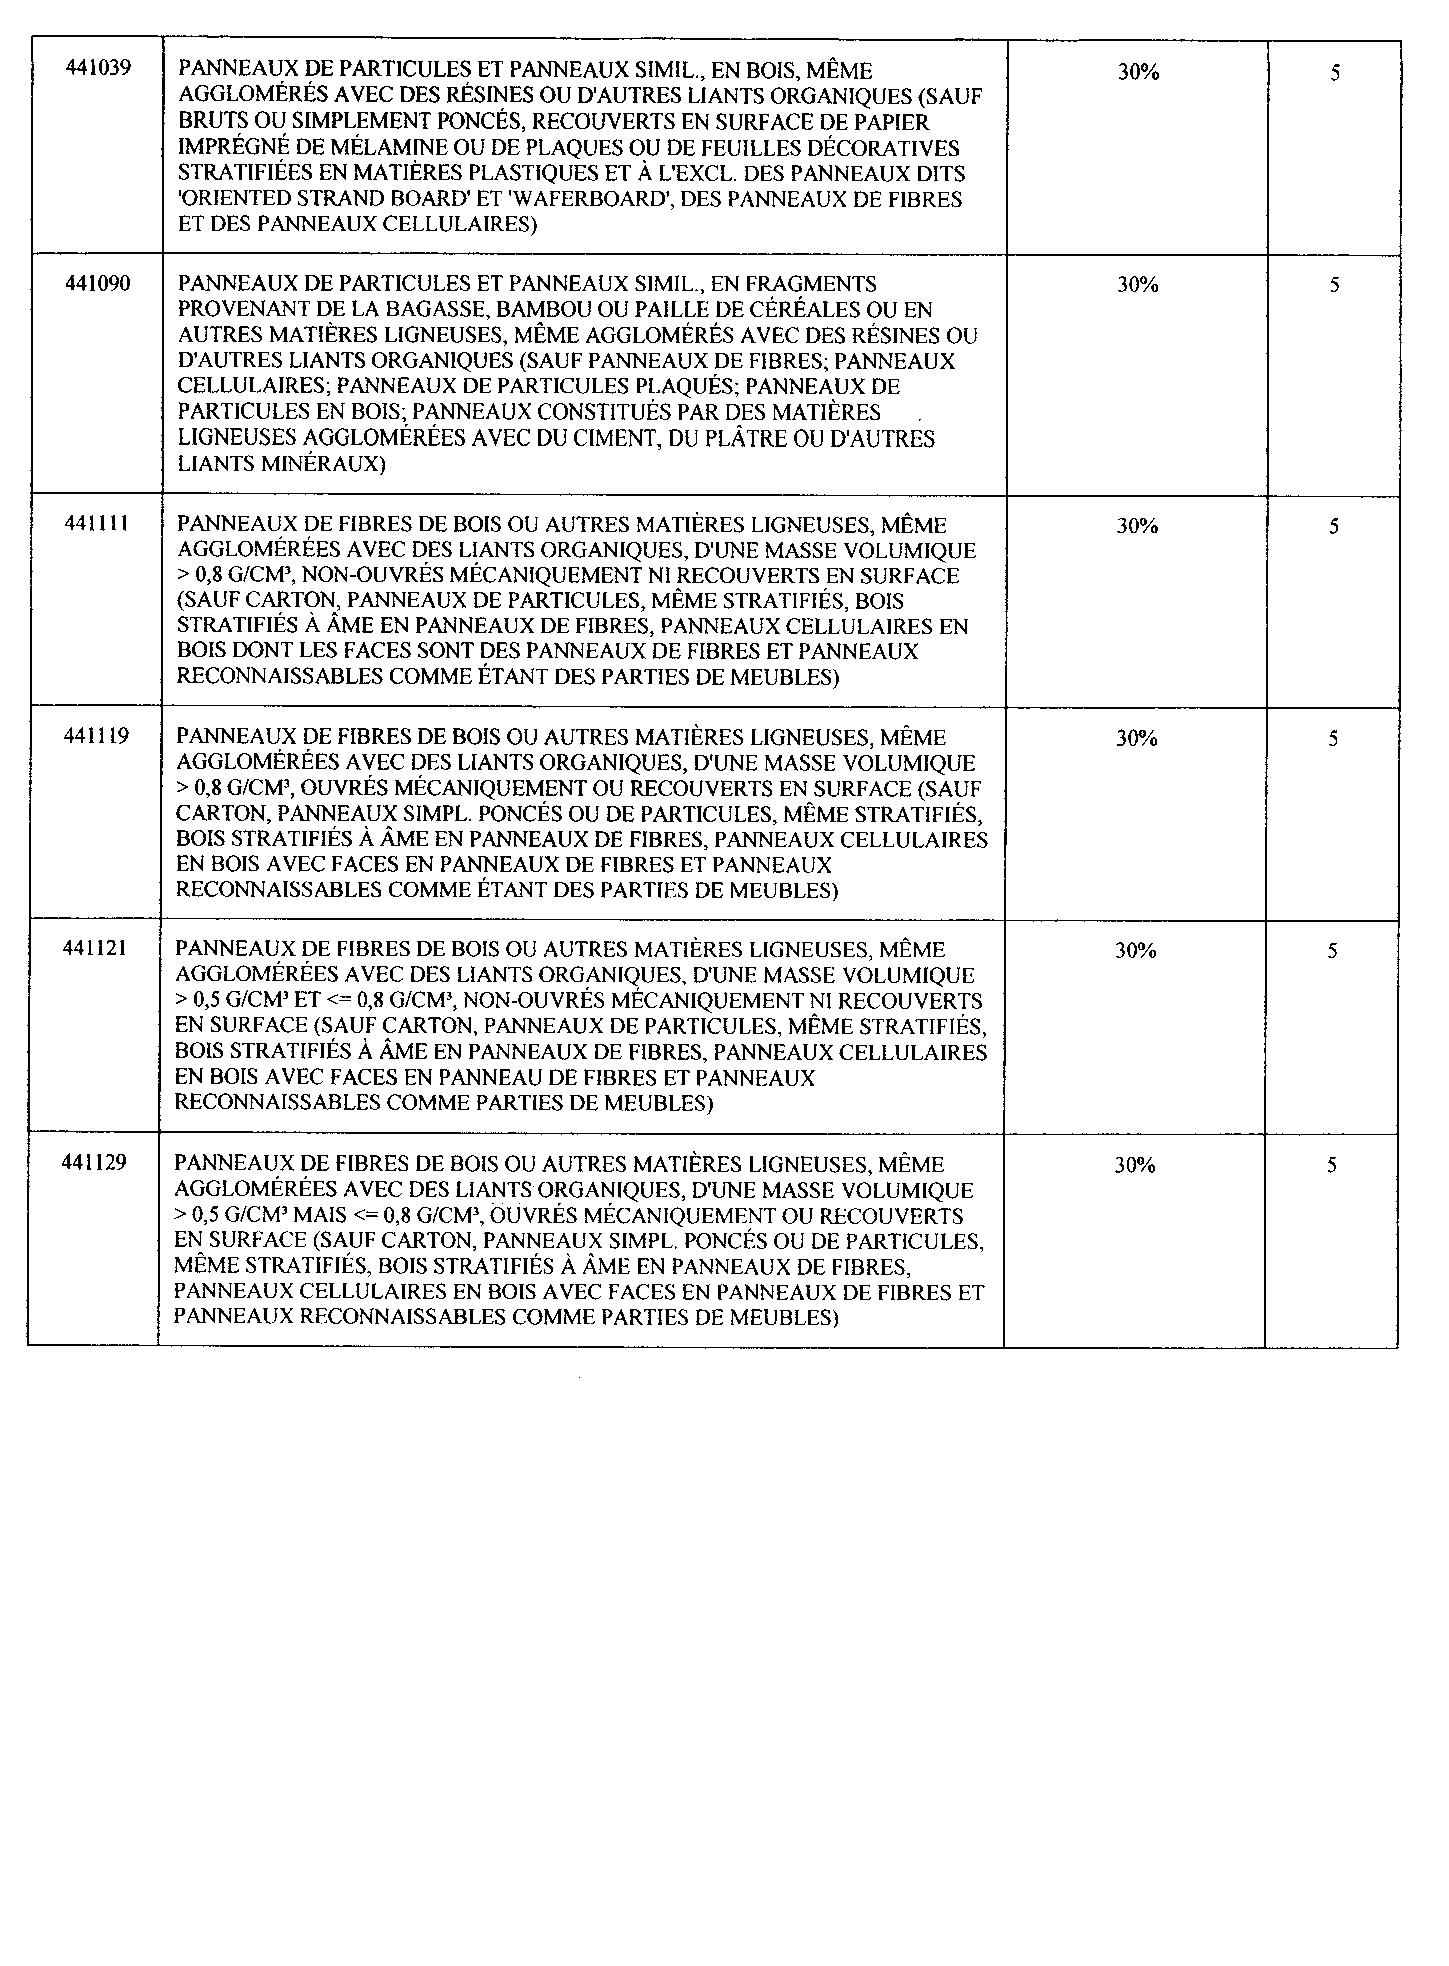 441039 PANNEAUX DE PARTICULES ET PANNEAUX SIMIL., EN BOIS, MÊME 30% 5
AGGLOMÉRÉS AVEC DES RÉSINES OU D'AUTRES LIANTS ORGANIQUES (SAUF
BRUTS OU SIMPLEMENT PONCÉS, RECOUVERTS EN SURFACE DE PAPIER
IMPRÉGNÉ DE MÉLAMINE OU DE PLAQUES OU DE FEUILLES DÉCORATIVES
STRATIFIÉES EN MATIÈRES PLASTIQUES ET À L'EXCL. DES PANNEAUX DITS
'ORIENTED STRAND BOARD' ET 'WAFERBOARD', DES PANNEAUX DE FIBRES
ET DES PANNEAUX CELLULAIRES)
441090 PANNEAUX DE PARTICULES ET PANNEAUX SIMIL., EN FRAGMENTS 30% 5
PROVENANT DE LA BAGASSE, BAMBOU OU PAILLE DE CÉRÉALES OU EN
AUTRES MATIÈRES LIGNEUSES, MÊME AGGLOMÉRÉS AVEC DES RÉSINES OU
D'AUTRES LIANTS ORGANIQUES (SAUF PANNEAUX DE FIBRES; PANNEAUX
CELLULAIRES; PANNEAUX DE PARTICULES PLAQUÉS; PANNEAUX DE
PARTICULES EN BOIS; PANNEAUX CONSTITUÉS PAR DES MATIÈRES
LIGNEUSES AGGLOMÉRÉES AVEC DU CIMENT, DU PLÂTRE OU D'AUTRES
LIANTS MINÉRAUX)
441111 PANNEAUX DE FIBRES DE BOIS OU AUTRES MATIÈRES LIGNEUSES, MÊME 30% 5
AGGLOMÉRÉES AVEC DES LIANTS ORGANIQUES, D'UNE MASSE VOLUMIQUE
> 0,8 G/CM³, NON-OUVRÉS MÉCANIQUEMENT NI RECOUVERTS EN SURFACE
(SAUF CARTON, PANNEAUX DE PARTICULES, MÊME STRATIFIÉS, BOIS
STRATIFIÉS À ÂME EN PANNEAUX DE FIBRES, PANNEAUX CELLULAIRES EN
BOIS DONT LES FACES SONT DES PANNEAUX DE FIBRES ET PANNEAUX
RECONNAISSABLES COMME ÉTANT DES PARTIES DE MEUBLES)
441119 PANNEAUX DE FIBRES DE BOIS OU AUTRES MATIÈRES LIGNEUSES, MÊME 30% 5
AGGLOMÉRÉES AVEC DES LIANTS ORGANIQUES, D'UNE MASSE VOLUMIQUE
> 0,8 G/CM³, OUVRÉS MÉCANIQUEMENT OU RECOUVERTS EN SURFACE (SAUF
CARTON, PANNEAUX SIMPL. PONCÉS OU DE PARTICULES, MÊME STRATIFIÉS,
BOIS STRATIFIÉS À ÂME EN PANNEAUX DE FIBRES, PANNEAUX CELLULAIRES
EN BOIS AVEC FACES EN PANNEAUX DE FIBRES ET PANNEAUX
RECONNAISSABLES COMME ÉTANT DES PARTIES DE MEUBLES)
441121 PANNEAUX DE FIBRES DE BOIS OU AUTRES MATIÈRES LIGNEUSES, MÊME 30% 5
AGGLOMÉRÉES AVEC DES LIANTS ORGANIQUES, D'UNE MASSE VOLUMIQUE
> 0,5 G/CM³ ET <= 0,8 G/CM³, NON-OUVRÉS MÉCANIQUEMENT NI RECOUVERTS
EN SURFACE (SAUF CARTON, PANNEAUX DE PARTICULES, MÊME STRATIFIÉS,
BOIS STRATIFIÉS À ÂME EN PANNEAUX DE FIBRES, PANNEAUX CELLULAIRES
EN BOIS AVEC FACES EN PANNEAU DE FIBRES ET PANNEAUX
RECONNAISSABLES COMME PARTIES DE MEUBLES)
441129 PANNEAUX DE FIBRES DE BOIS OU AUTRES MATIÈRES LIGNEUSES, MÊME 30% 5
AGGLOMÉRÉES AVEC DES LIANTS ORGANIQUES, D'UNE MASSE VOLUMIQUE
> 0,5 G/CM³ MAIS <= 0,8 G/CM³, OUVRÉS MÉCANIQUEMENT OU RECOUVERTS
EN SURFACE (SAUF CARTON, PANNEAUX SIMPL. PONCÉS OU DE PARTICULES,
MÊME STRATIFIÉS, BOIS STRATIFIÉS À ÂME EN PANNEAUX DE FIBRES,
PANNEAUX CELLULAIRES EN BOIS AVEC FACES EN PANNEAUX DE FIBRES ET
PANNEAUX RECONNAISSABLES COMME PARTIES DE MEUBLES)